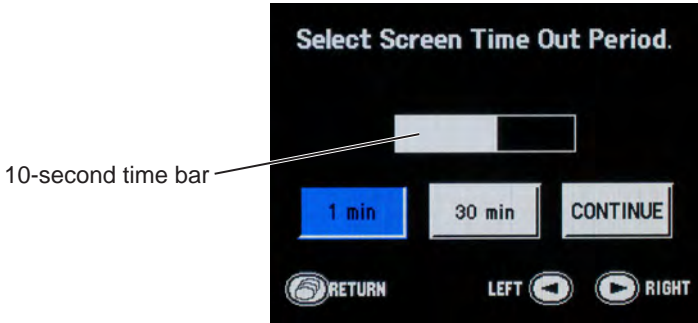 Select Screen Time Out Period.
10-second time bar
1 min 30 min CONTINUE
RETURN LEFT RIGHT